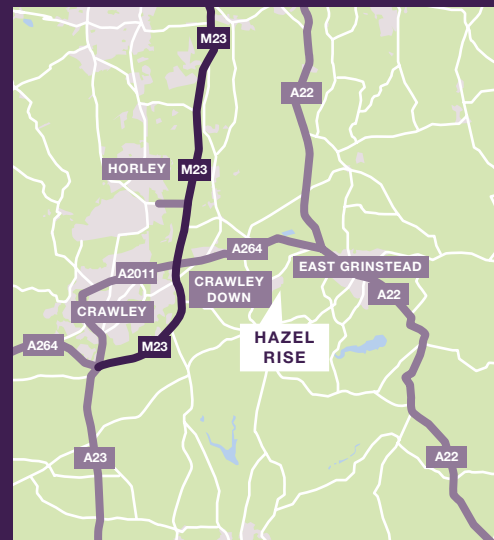 M23
A22
HORLEY
M23
A264
EAST GRINSTEAD
A2011
CRAWLEY
DOWN
A22
CRAWLEY
HAZEL
RISE
A264
M23
A23
A22